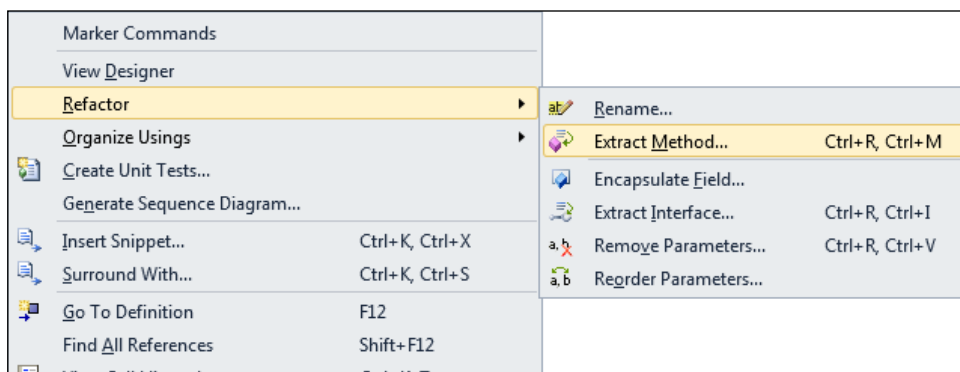 Marker Commands
View Designer
Refactor
Organize Usings
Create Unit Tests...
Generate Sequence Diagram...
Insert Snippet... Ctrl+K, Ctrl+X
Surround With... Ctrl+K, Ctrl+S
Go To Definition F12
Find All References Shift+F12
Rename...
Extract Method... Ctrl+R, Ctrl+M
Encapsulate Field...
Extract Interface... Ctrl+R, Ctrl+I
Remove Parameters... Ctrl+R, Ctrl+V
Reorder Parameters...